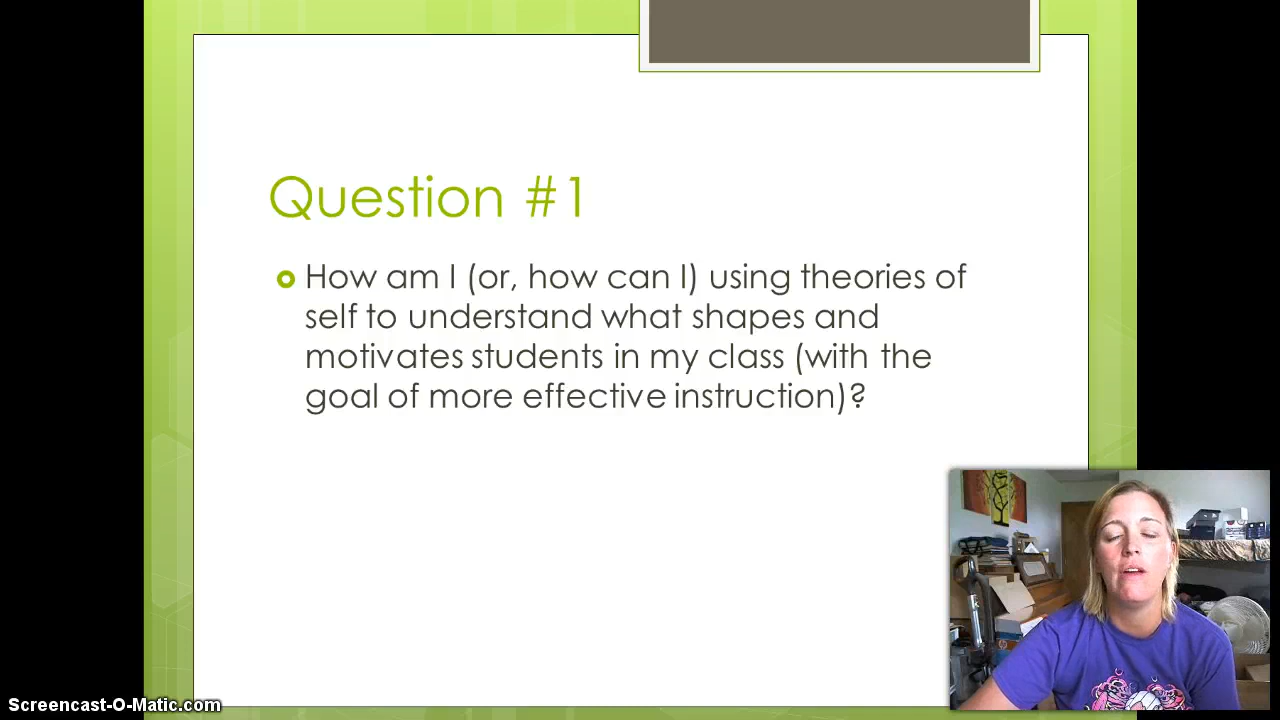 Question #1
How am I (or, how can I) using theories of
self to understand what shapes and
motivates students in my class (with the
goal of more effective instruction)?
Screencast-O-Matic.com